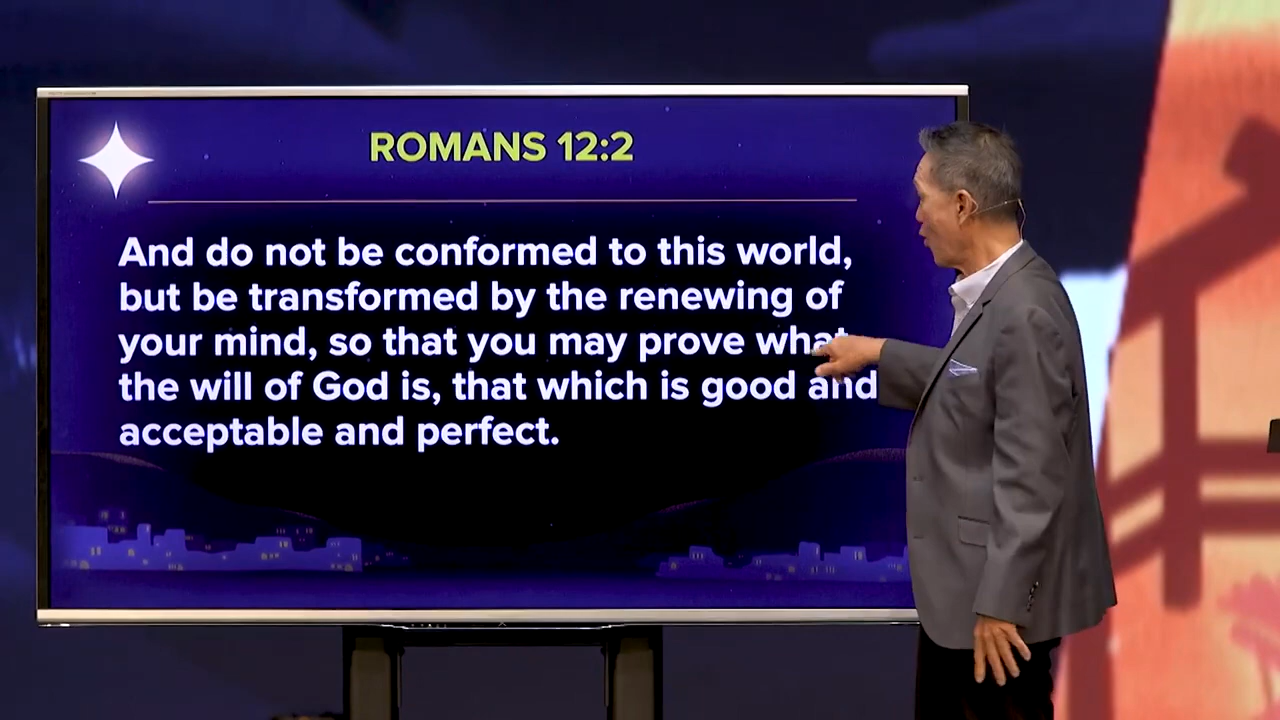 ROMANS 12:2
And do not be conformed to this world,
but be transformed by the renewing of
your mind, so that you may prove what
the will of God is, that which is good and
acceptable and perfect.